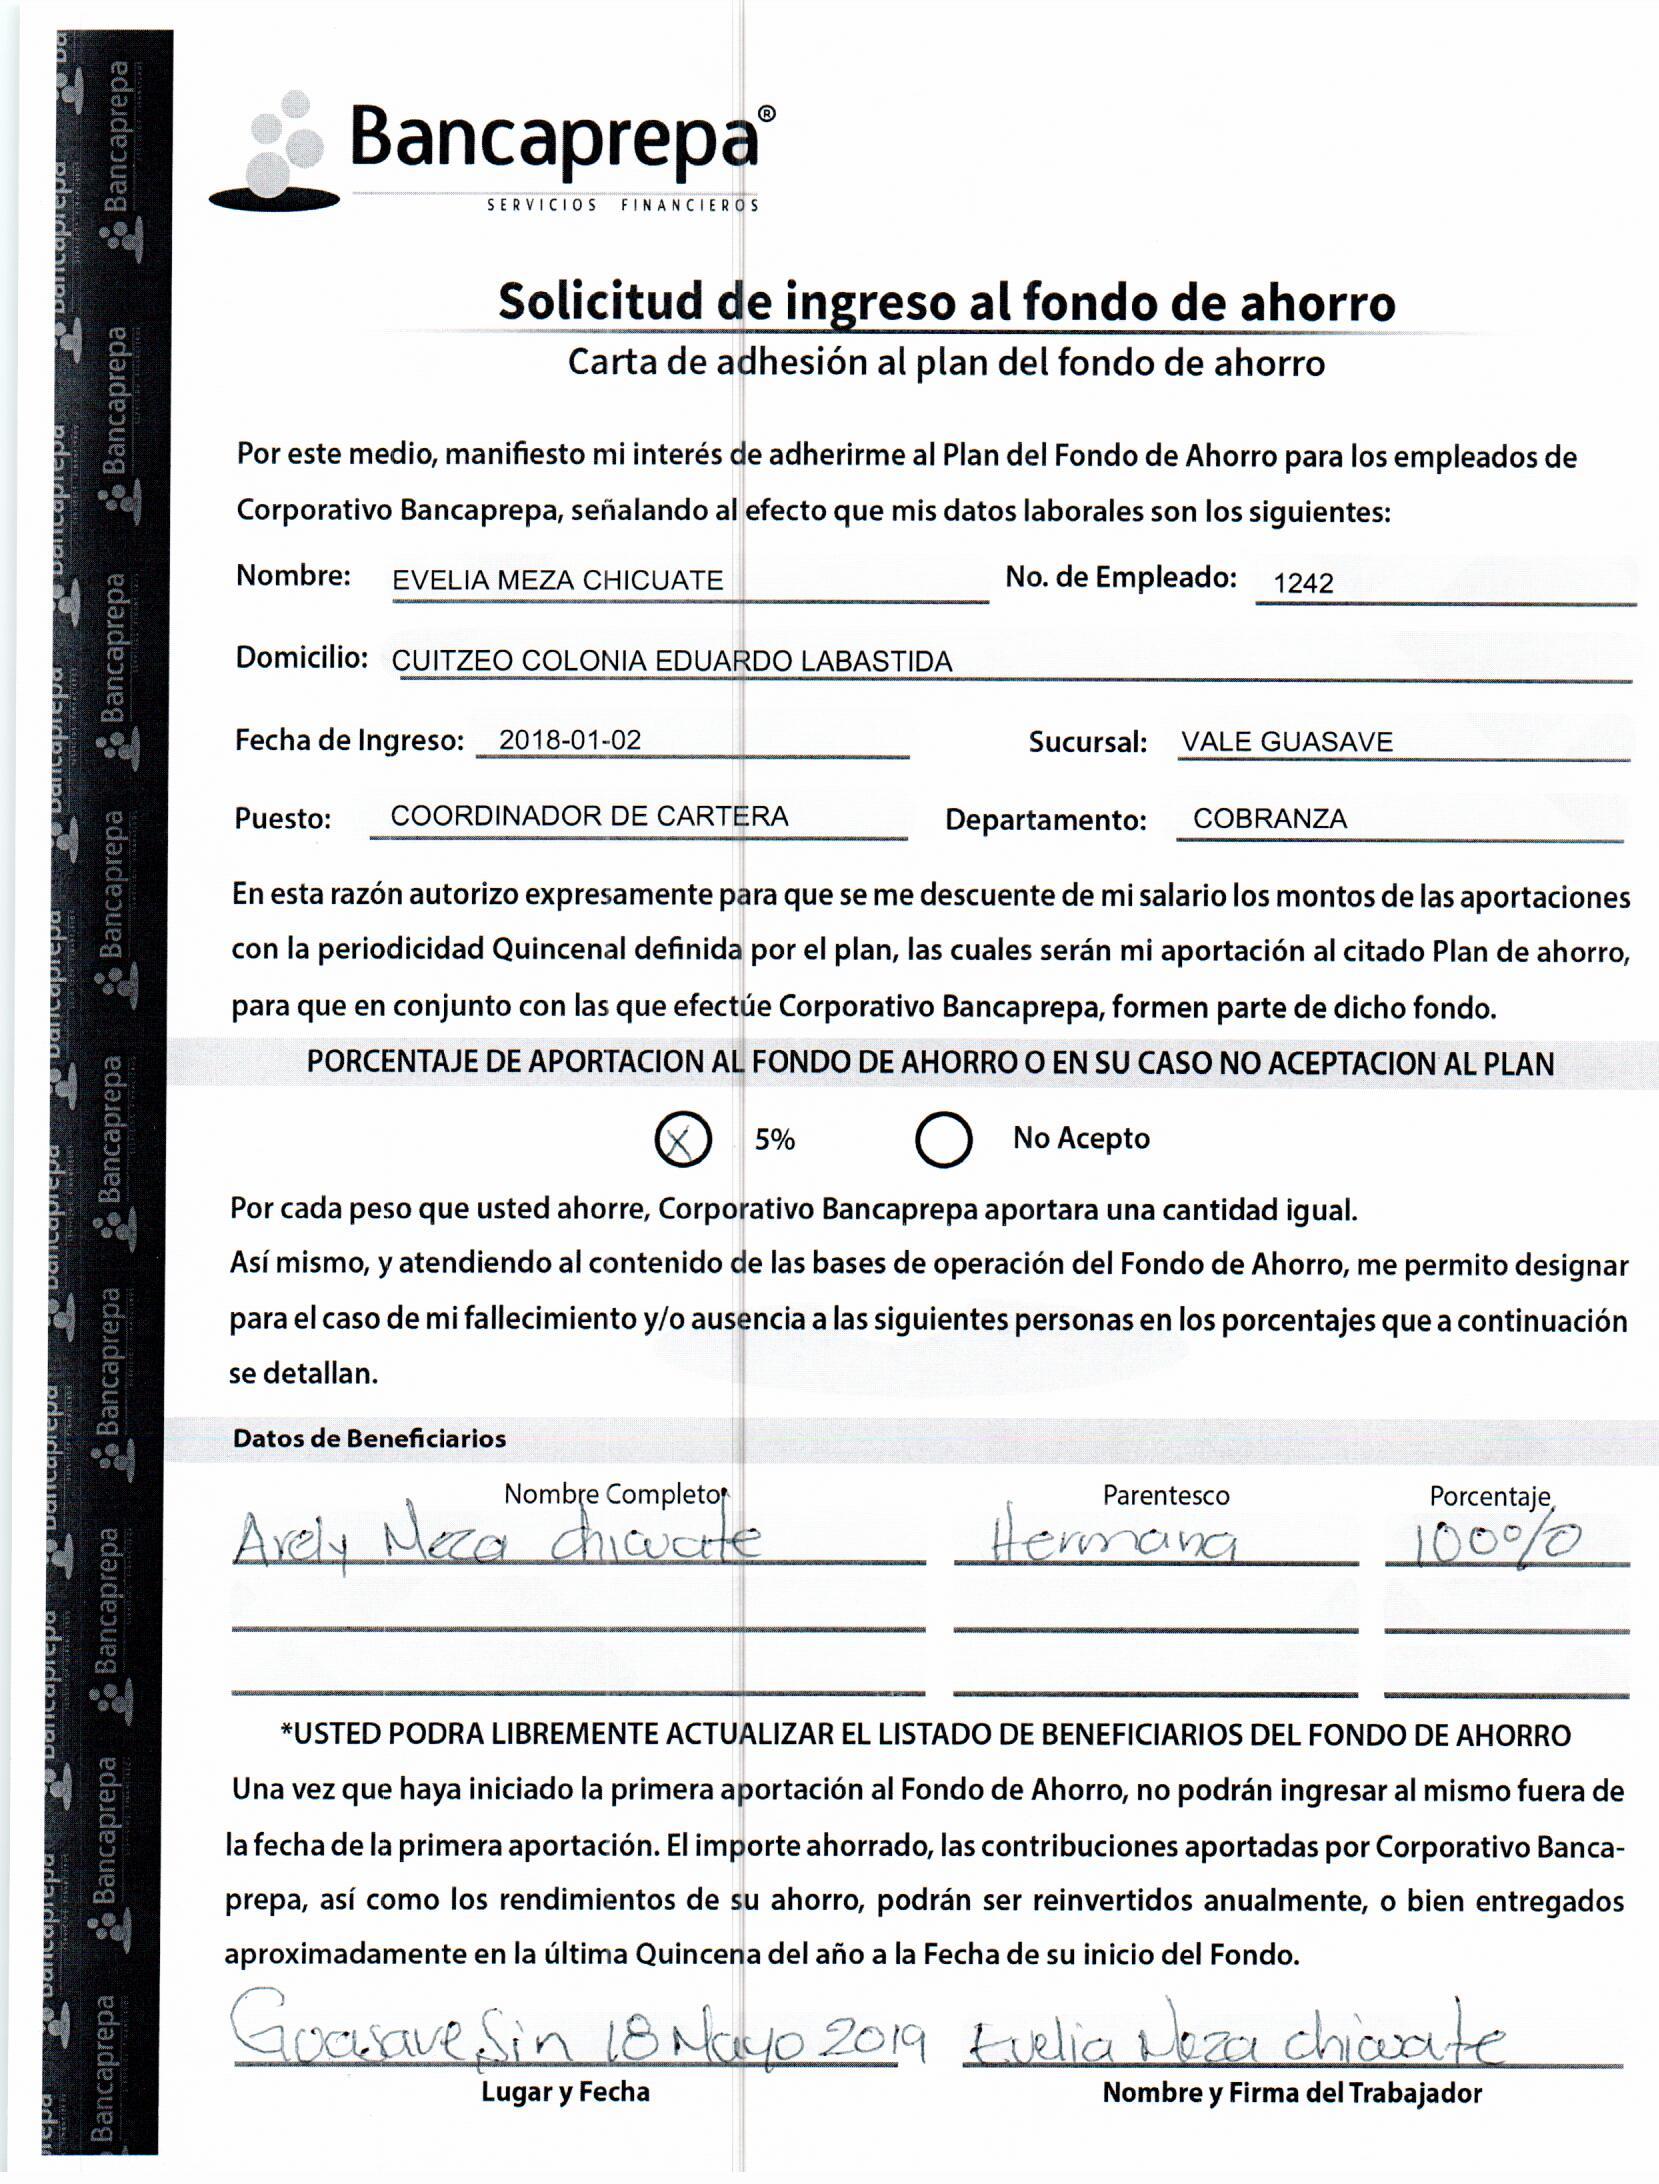 Bancaprepa®
SERVICIOS FINANCIEROS
Solicitud de ingreso al fondo de ahorro
Carta de adhesión al plan del fondo de ahorro
Por este medio, manifiesto mi interés de adherirme al Plan del Fondo de Ahorro para los empleados de
Corporativo Bancaprepa, señalando al efecto que mis datos laborales son los siguientes:
Nombre: EVELIA MEZA CHICUATE No. de Empleado: 1242
Domicilio: CUITZEO COLONIA EDUARDO LABASTIDA
Fecha de Ingreso: 2018-01-02 Sucursal: VALE GUASAVE
Puesto: COORDINADOR DE CARTERA Departamento: COBRANZA
En esta razón autorizo expresamente para que se me descuente de mi salario los montos de las aportaciones
con la periodicidad Quincenal definida por el plan, las cuales serán mi aportación al citado Plan de ahorro,
para que en conjunto con las que efectúe Corporativo Bancaprepa, formen parte de dicho fondo.
PORCENTAJE DE APORTACION AL FONDO DE AHORRO O EN SU CASO NO ACEPTACION AL PLAN
X 5% No Acepto
Por cada peso que usted ahorre, Corporativo Bancaprepa aportara una cantidad igual.
Así mismo, y atendiendo al contenido de las bases de operación del Fondo de Ahorro, me permito designar
para el caso de mi fallecimiento y/o ausencia a las siguientes personas en los porcentajes que a continuación
se detallan.
Datos de Beneficiarios
Nombre Completo Parentesco Porcentaje
Arely Meza chicuate Hermana 100%
*USTED PODRA LIBREMENTE ACTUALIZAR EL LISTADO DE BENEFICIARIOS DEL FONDO DE AHORRO
Una vez que haya iniciado la primera aportación al Fondo de Ahorro, no podrán ingresar al mismo fuera de
la fecha de la primera aportación. El importe ahorrado, las contribuciones aportadas por Corporativo Banca-
prepa, así como los rendimientos de su ahorro, podrán ser reinvertidos anualmente, o bien entregados
aproximadamente en la última Quincena del año a la Fecha de su inicio del Fondo.
Guasave, Sin 18 Mayo 2019 Evelia Meza chicuate
Lugar y Fecha Nombre y Firma del Trabajador